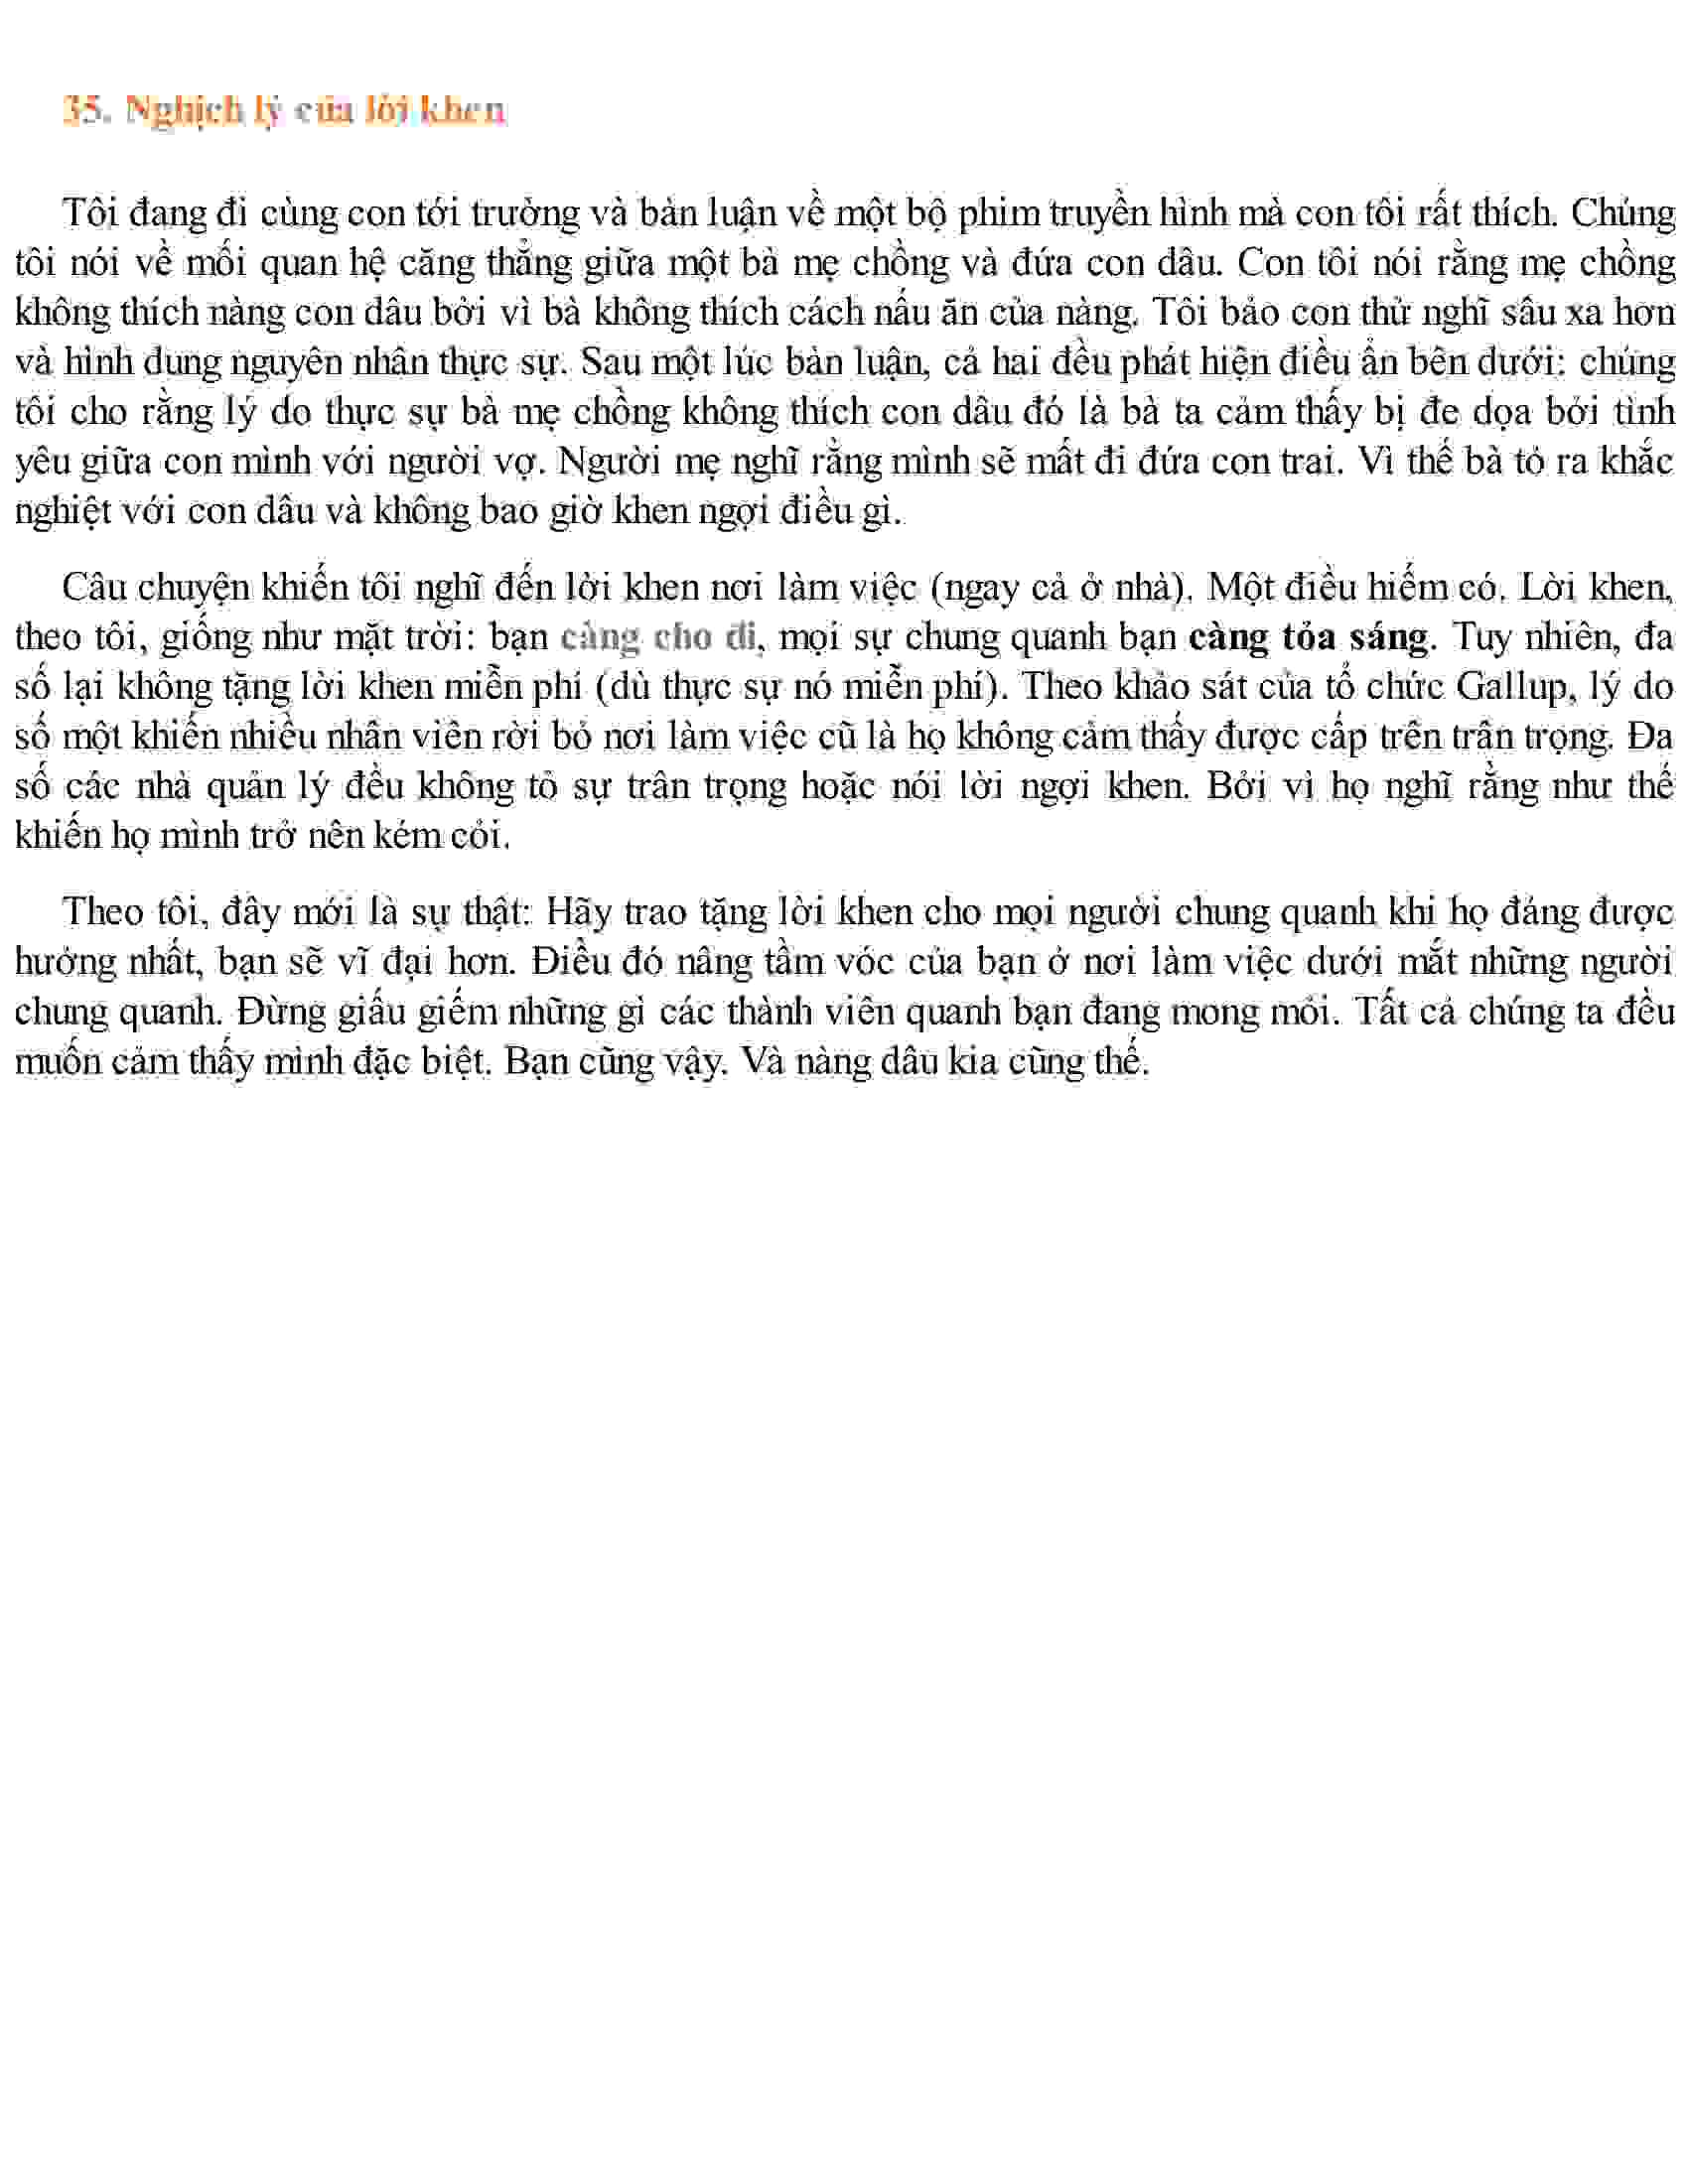 35. Nghịch lý của lời khen
Tôi đang đi cùng con tới trường và bàn luận về một bộ phim truyền hình mà con tôi rất thích. Chúng
tôi nói về mối quan hệ căng thẳng giữa một bà mẹ chồng và đứa con dâu. Con tôi nói rằng mẹ chồng
không thích nàng con dâu bởi vì bà không thích cách nấu ăn của nàng. Tôi bảo con thử nghĩ sâu xa hơn
và hình dung nguyên nhân thực sự. Sau một lúc bàn luận, cả hai đều phát hiện điều ẩn bên dưới: chúng
tôi cho rằng lý do thực sự bà mẹ chồng không thích con dâu đó là bà ta cảm thấy bị đe dọa bởi tình
yêu giữa con mình với người vợ. Người mẹ nghĩ rằng mình sẽ mất đi đứa con trai. Vì thế bà tỏ ra khắc
nghiệt với con dâu và không bao giờ khen ngợi điều gì.
Câu chuyện khiến tôi nghĩ đến lời khen nơi làm việc (ngay cả ở nhà). Một điều hiếm có. Lời khen,
theo tôi, giống như mặt trời: bạn càng cho đi, mọi sự chung quanh bạn càng tỏa sáng. Tuy nhiên, đa
số lại không tặng lời khen miễn phí (dù thực sự nó miễn phí). Theo khảo sát của tổ chức Gallup, lý do
số một khiến nhiều nhân viên rời bỏ nơi làm việc cũ là họ không cảm thấy được cấp trên trân trọng. Đa
số các nhà quản lý đều không tỏ sự trân trọng hoặc nói lời ngợi khen. Bởi vì họ nghĩ rằng như thế
khiến họ mình trở nên kém cỏi.
Theo tôi, đây mới là sự thật: Hãy trao tặng lời khen cho mọi người chung quanh khi họ đáng được
hưởng nhất, bạn sẽ vĩ đại hơn. Điều đó nâng tầm vóc của bạn ở nơi làm việc dưới mắt những người
chung quanh. Đừng giấu giếm những gì các thành viên quanh bạn đang mong mỏi. Tất cả chúng ta đều
muốn cảm thấy mình đặc biệt. Bạn cũng vậy. Và nàng dâu kia cũng thế.